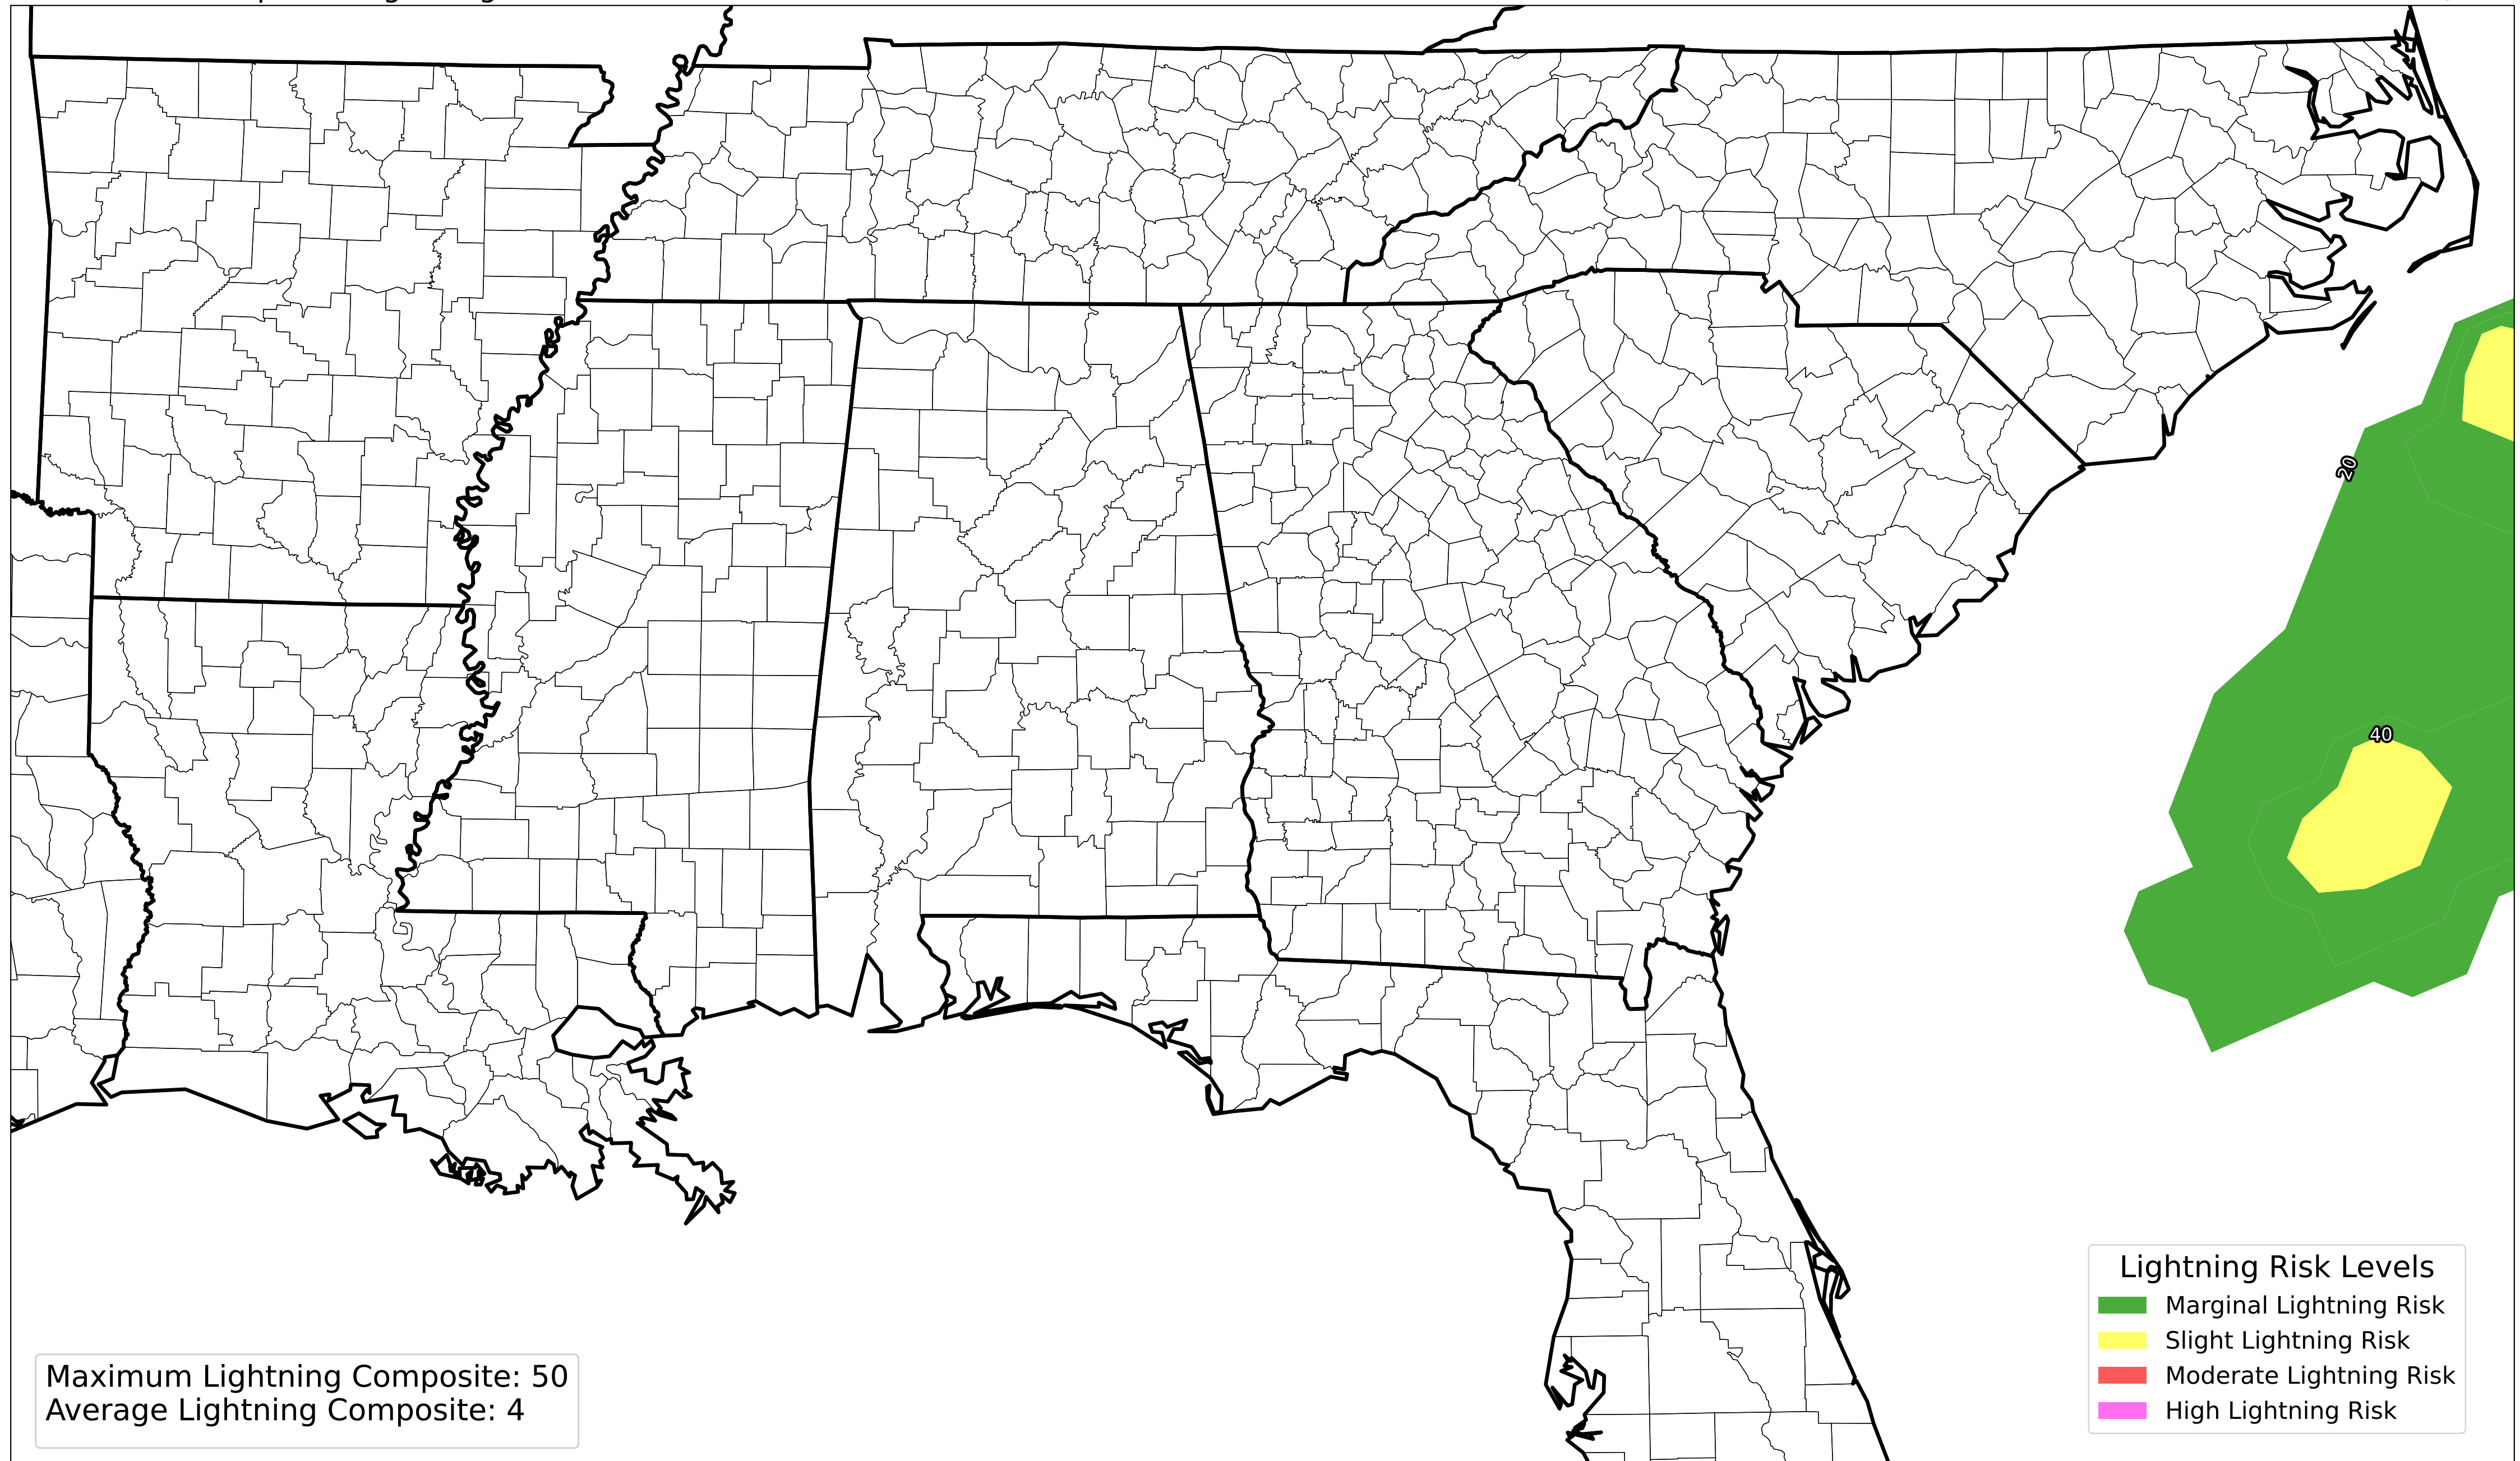 20
40
Lightning Risk Levels
Marginal Lightning Risk
Slight Lightning Risk
Moderate Lightning Risk
High Lightning Risk
Maximum Lightning Composite: 50
Average Lightning Composite: 4